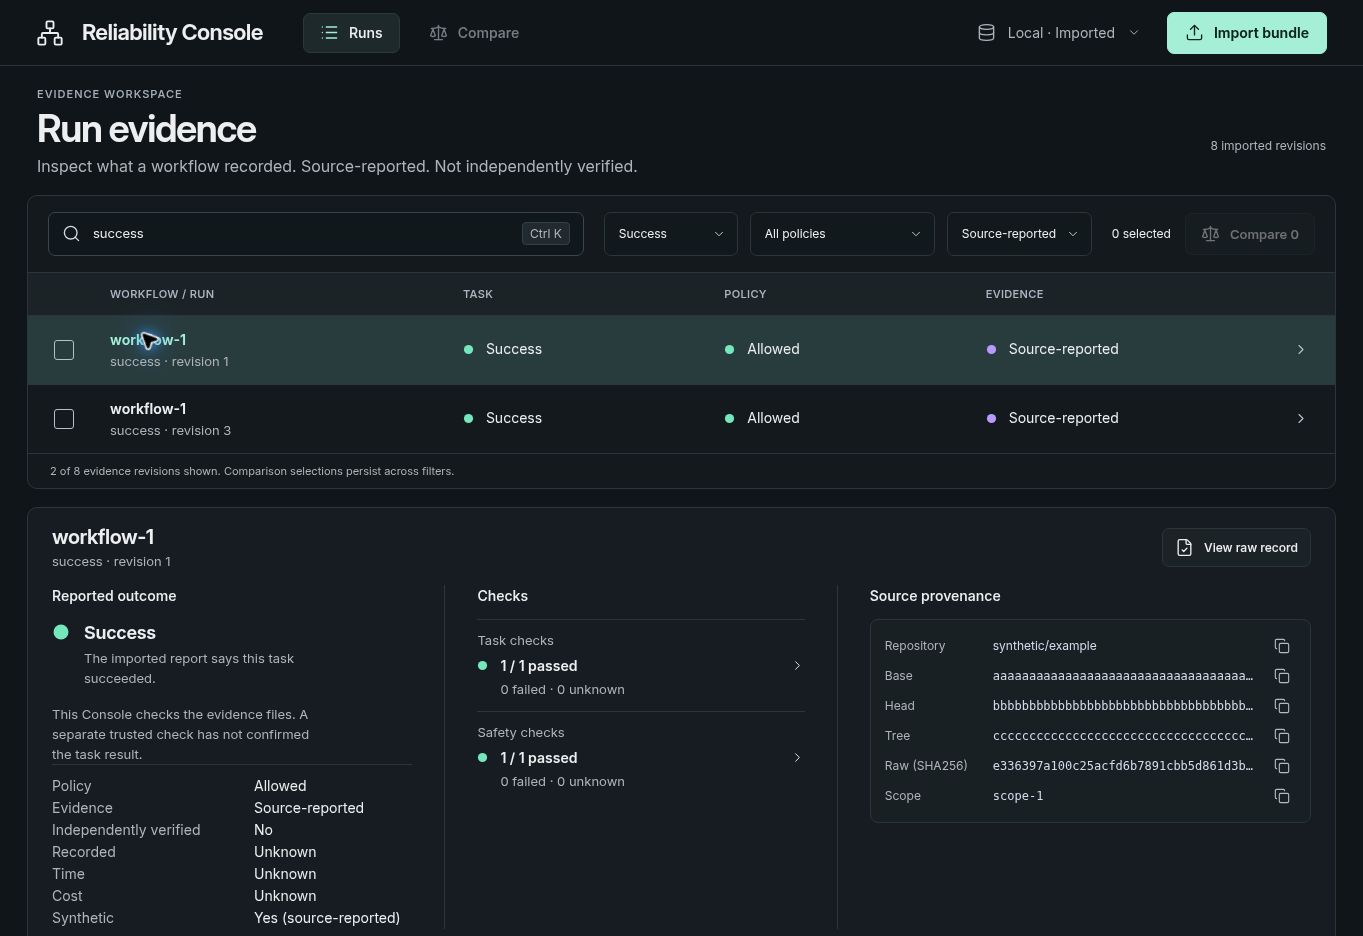 Reliability Console
Runs
Compare
Local · Imported
Import bundle
EVIDENCE WORKSPACE
Run evidence
Inspect what a workflow recorded. Source-reported. Not independently verified.
8 imported revisions
success
Ctrl K
Success
All policies
Source-reported
0 selected
Compare 0
WORKFLOW / RUN
TASK
POLICY
EVIDENCE
workflow-1
success · revision 1
Success
Allowed
Source-reported
workflow-1
success · revision 3
Success
Allowed
Source-reported
2 of 8 evidence revisions shown. Comparison selections persist across filters.
workflow-1
success · revision 1
View raw record
Reported outcome
Success
The imported report says this task
succeeded.
This Console checks the evidence files. A
separate trusted check has not confirmed
the task result.
Policy Allowed
Evidence Source-reported
Independently verified No
Recorded Unknown
Time Unknown
Cost Unknown
Synthetic Yes (source-reported)
Checks
Task checks
1 / 1 passed
0 failed · 0 unknown
Safety checks
1 / 1 passed
0 failed · 0 unknown
Source provenance
Repository synthetic/example
Base aaaaaaaaaaaaaaaaaaaaaaaaaaaaaaaaaaa…
Head bbbbbbbbbbbbbbbbbbbbbbbbbbbbbbbbbbb…
Tree ccccccccccccccccccccccccccccccccccc…
Raw (SHA256) e336397a100c25acfd6b7891cbb5d861d3b…
Scope scope-1